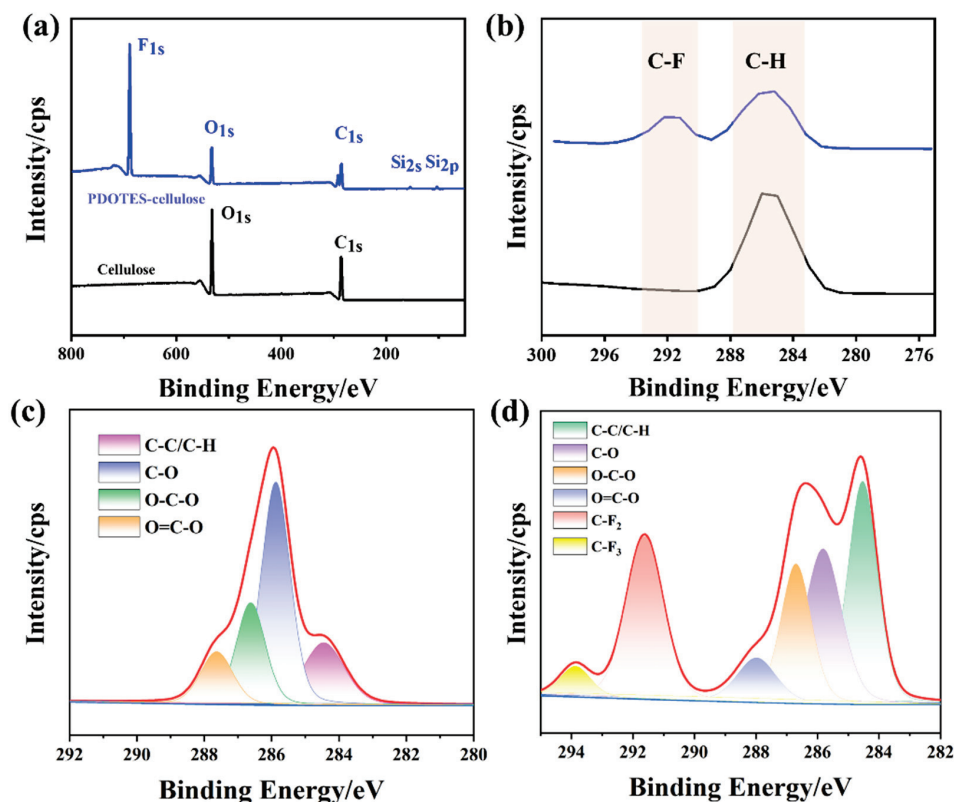 (a)
F1s
O1s
C1s
Si2s Si2p
PDOTES-cellulose
O1s
C1s
Cellulose
Intensity/cps
800 600 400 200
Binding Energy/eV
(b)
C-F C-H
Intensity/cps
300 296 292 288 284 280 276
Binding Energy/eV
(c)
C-C/C-H
C-O
O-C-O
O=C-O
Intensity/cps
292 290 288 286 284 282 280
Binding Energy/eV
(d)
C-C/C-H
C-O
O-C-O
O=C-O
C-F2
C-F3
Intensity/cps
294 292 290 288 286 284 282
Binding Energy/eV